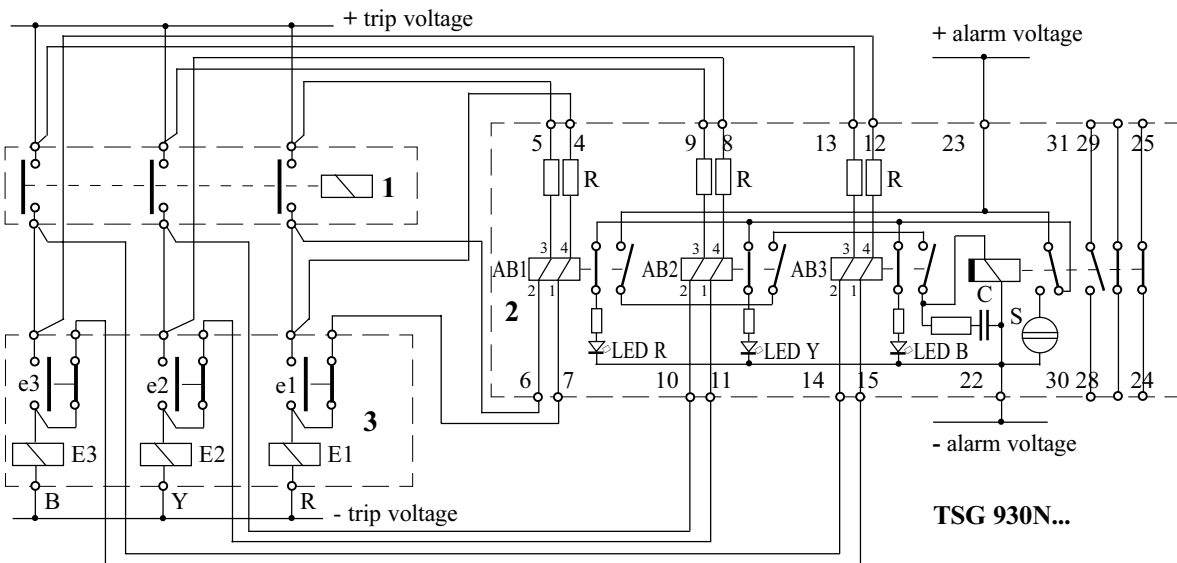 + trip voltage
+ alarm voltage
5 4 9 8 13 12 23 31 29 25
R R R
1
3 4 3 4 3 4
AB1 AB2 AB3
2 1 2 1 2 1
C
S
2
LED R LED Y LED B
e3 e2 e1
6 7 10 11 14 15 22 30 28 24
3
E3 E2 E1
- alarm voltage
B Y R
- trip voltage
TSG 930N...